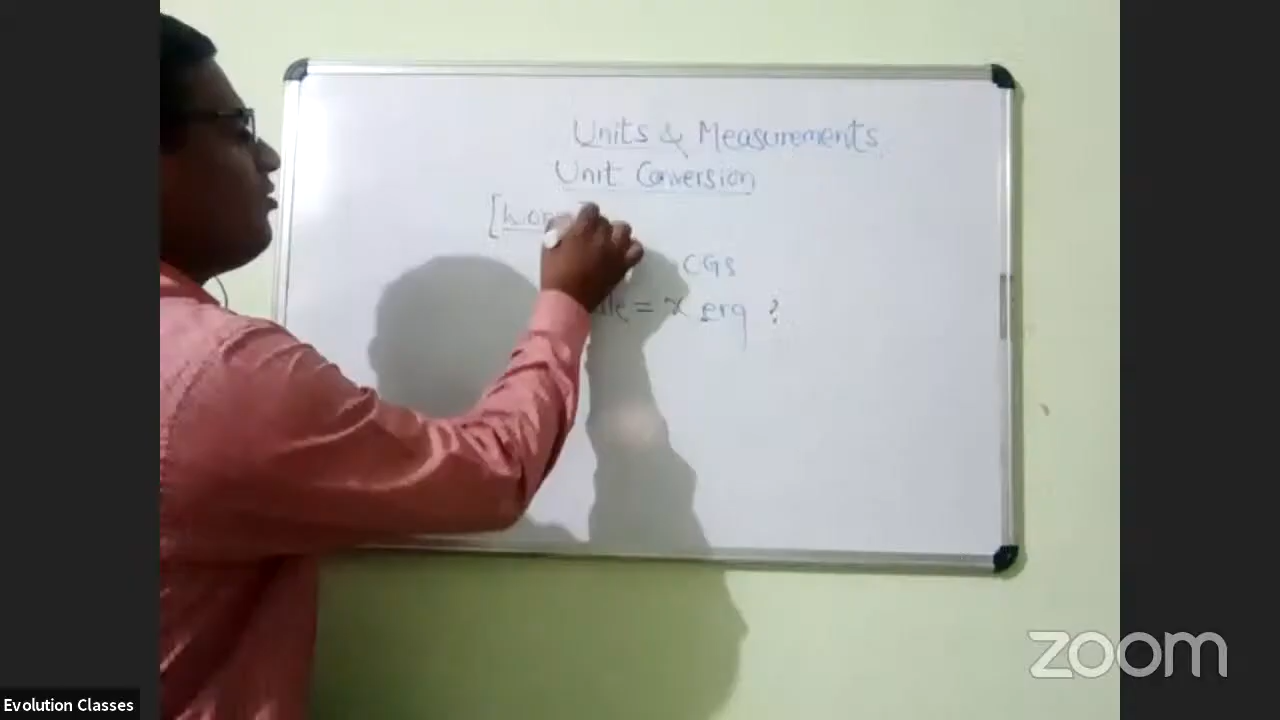 Units & Measurements
Unit Conversion
CGS
= x erg ?
zoom
Evolution Classes